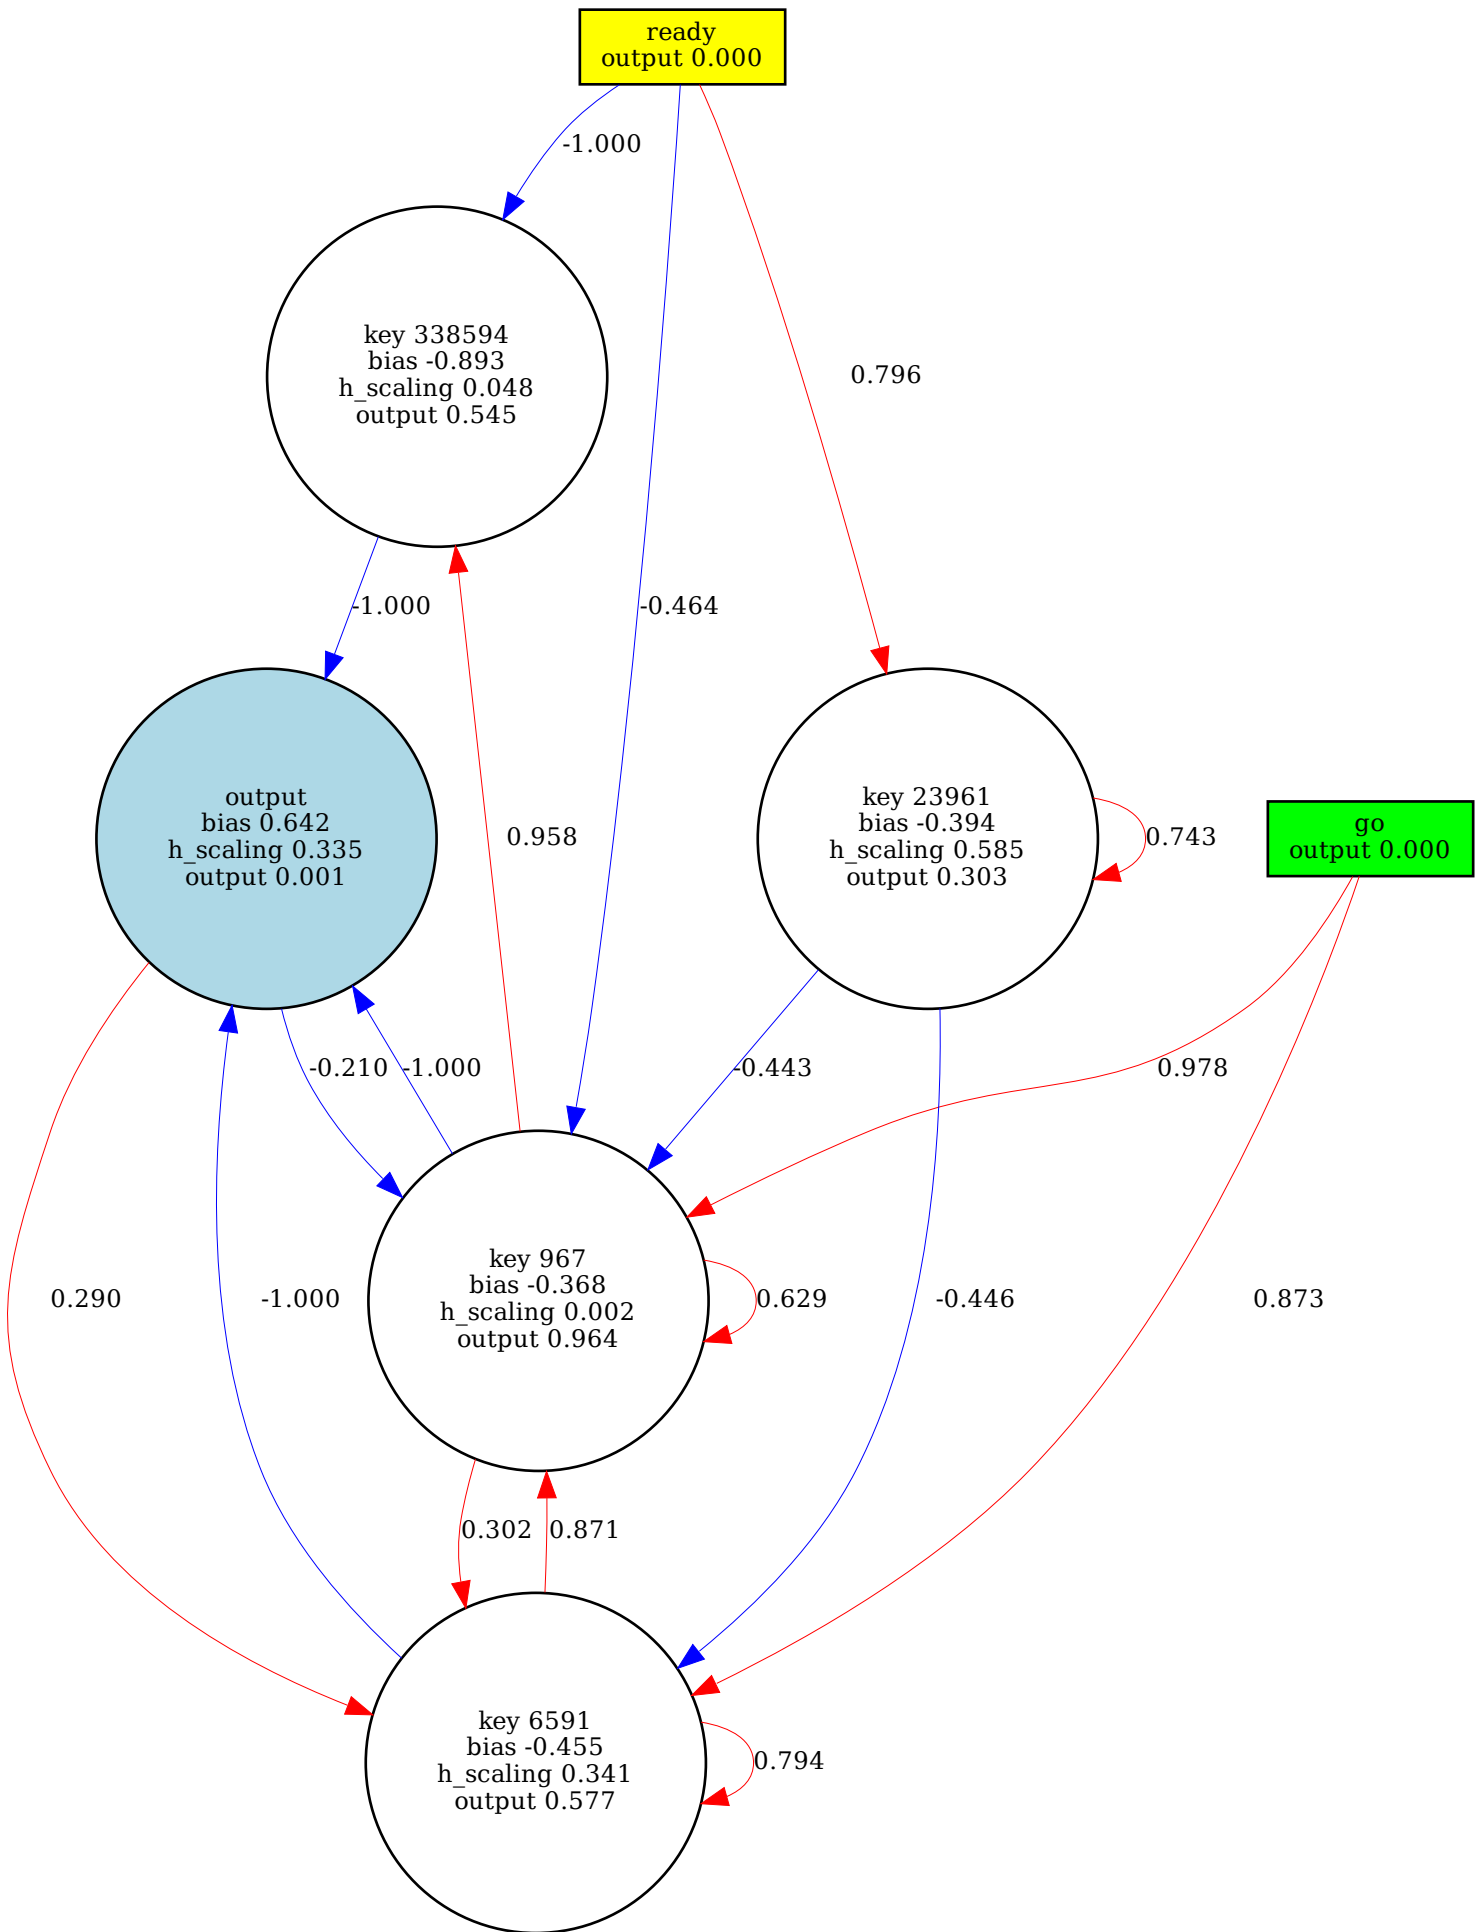 ready
output 0.000
-1.000
key 338594
bias -0.893
h_scaling 0.048
output 0.545
0.796
-1.000
-0.464
output
bias 0.642
h_scaling 0.335
output 0.001
0.958
key 23961
bias -0.394
h_scaling 0.585
output 0.303
0.743
go
output 0.000
-0.210
-1.000
-0.443
0.978
0.290
-1.000
key 967
bias -0.368
h_scaling 0.002
output 0.964
0.629
-0.446
0.873
0.302
0.871
key 6591
bias -0.455
h_scaling 0.341
output 0.577
0.794